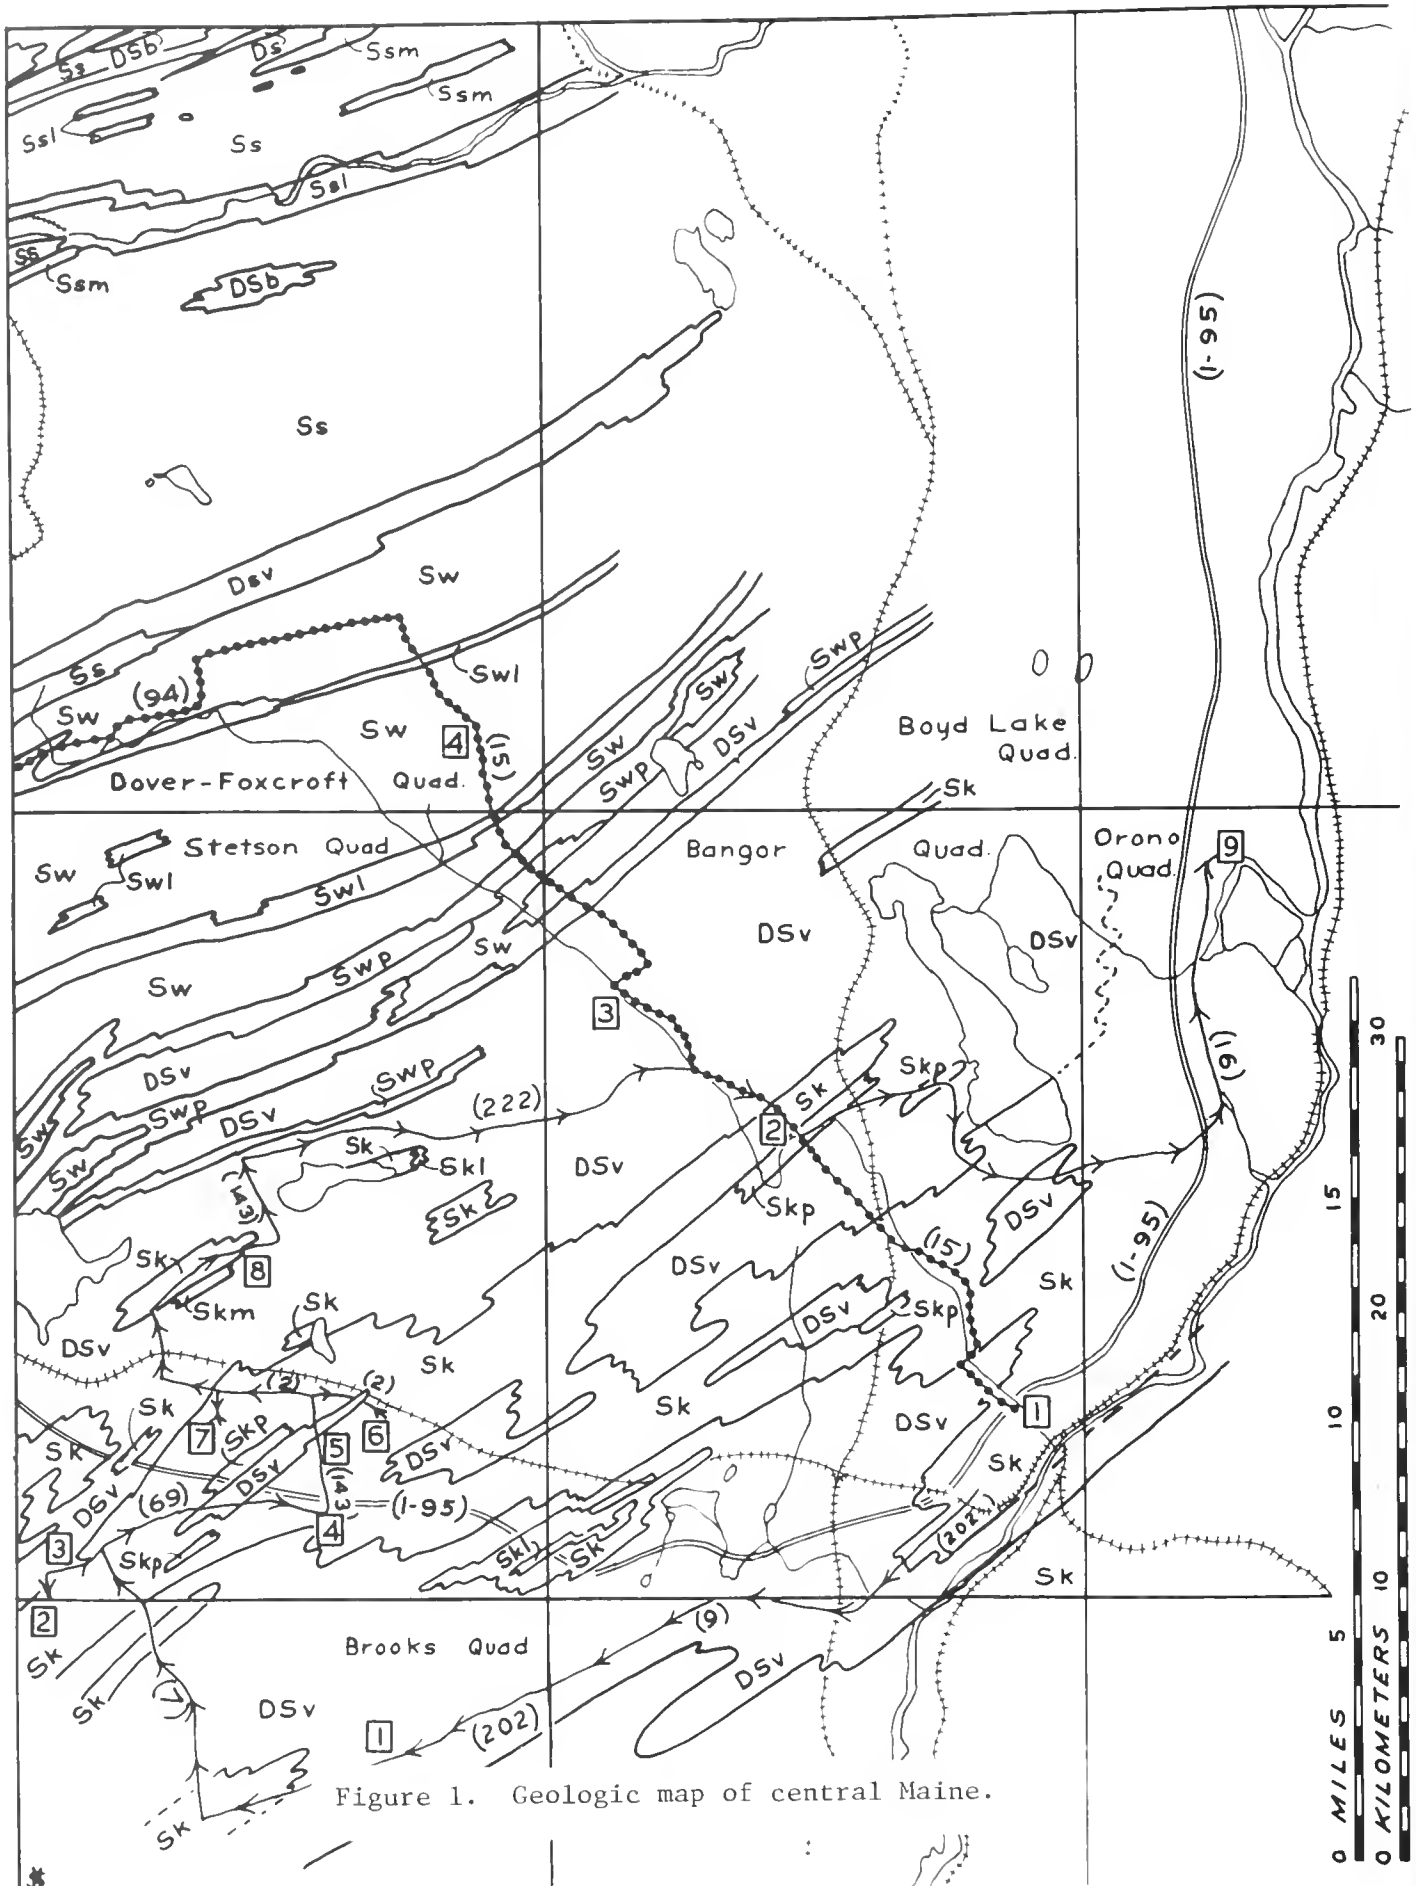 Ss
DSb
Ds
Ssm
Ssm
Ssl
Ss
Ssl
Ss
Ssm
DSb
(I-95)
Ss
Dsv
Sw
Ss
Swl
Swp
Sw
(94)
Sw
Sw
4
(15)
Sw
DSv
Swp
Boyd Lake
Quad.
Dover-Foxcroft Quad.
Sk
Stetson Quad
Bangor Quad.
Orono
Quad.
9
Sw
Swl
Swl
DSv
DSv
Sw
Swp
Sw
3
DSv
Swp
Swp
DSv
Sw
Sw
(222)
Sk
Skp
(16)
2
Sk
Skl
DSv
Skp
(143)
Sk
DSv
Sk
8
Skm
Sk
DSv
DSv
(15)
Sk
(I-95)
DSv
Skp
DSv
Sk
(2)
(2)
Sk
Sk
7
(Skp
5
6
DSv
Sk
DSv
1
DSv
DSv
(69)
(143)
(I-95)
4
Sk
(202)
3
Skp
Skl
Sk
Sk
2
Sk
Sk
(7)
Brooks Quad
(9)
DSv
DSv
1
(202)
Sk
Figure 1. Geologic map of central Maine.
0 MILES 5 10 15
0 KILOMETERS 10 20 30